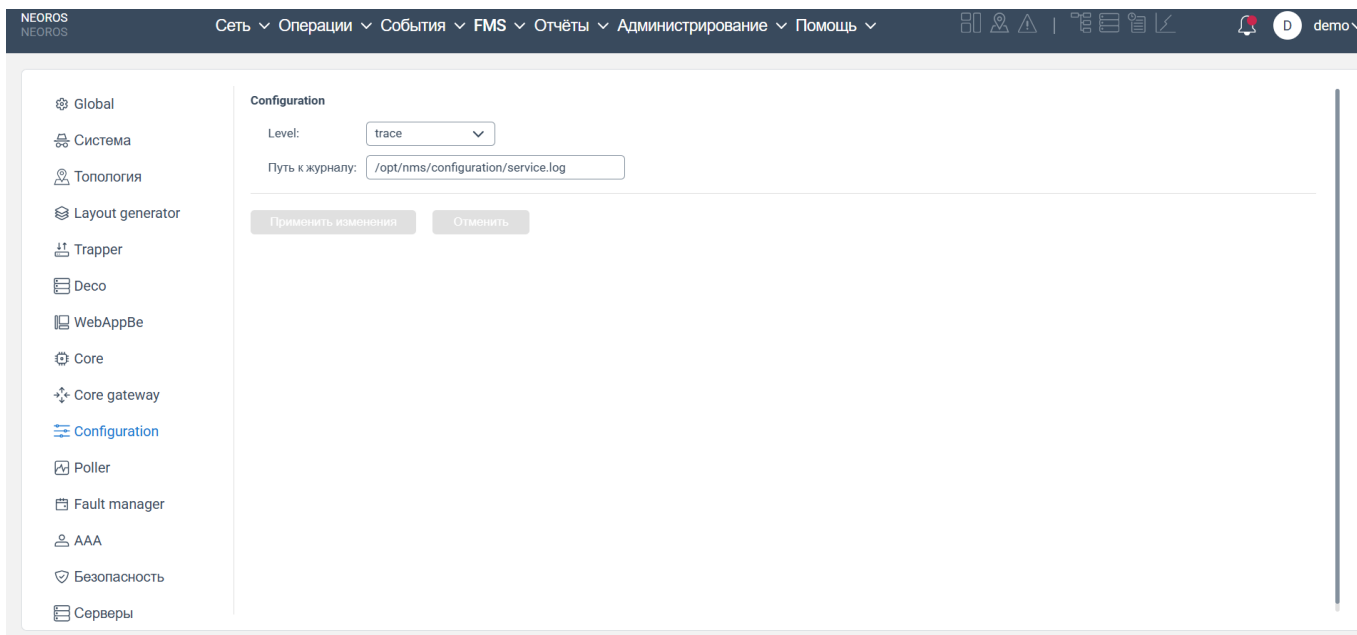 NEOROS
NEOROS
Сеть Операции События FMS Отчёты Администрирование Помощь
D demo
Global
Система
Топология
Layout generator
Trapper
Deco
WebAppBe
Core
Core gateway
Configuration
Poller
Fault manager
AAA
Безопасность
Серверы
Configuration
Level: trace
Путь к журналу: /opt/nms/configuration/service.log
Применить изменения Отменить